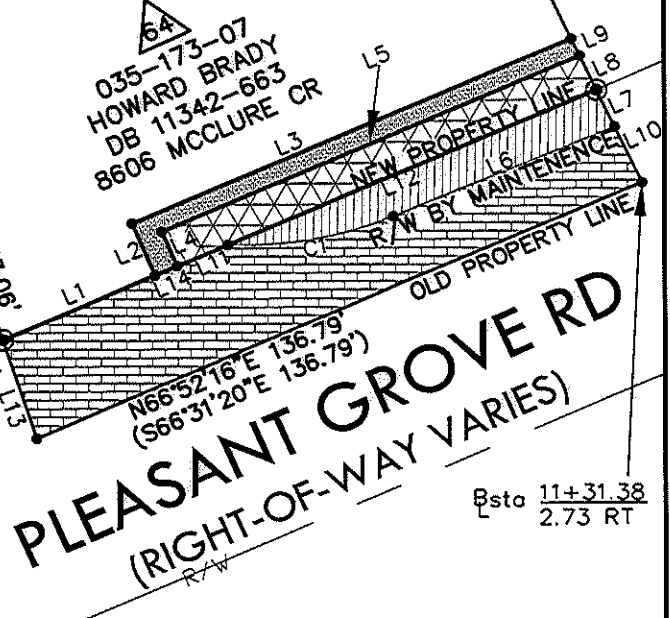 64
035-173-07
HOWARD BRADY
DB 11342-663
8606 MCCLURE CR
L5
L9
L8
L7
L10
L3
NEW PROPERTY LINE
L12
L6
R/W BY MAINTENENCE
L2
L4
L11
L14
C1
L1
OLD PROPERTY LINE
L13
N66°52'16"E 136.79'
(S66°31'20"E 136.79')
PLEASANT GROVE RD
(RIGHT-OF-WAY VARIES)
R/W
sta 11+31.38
2.73 RT